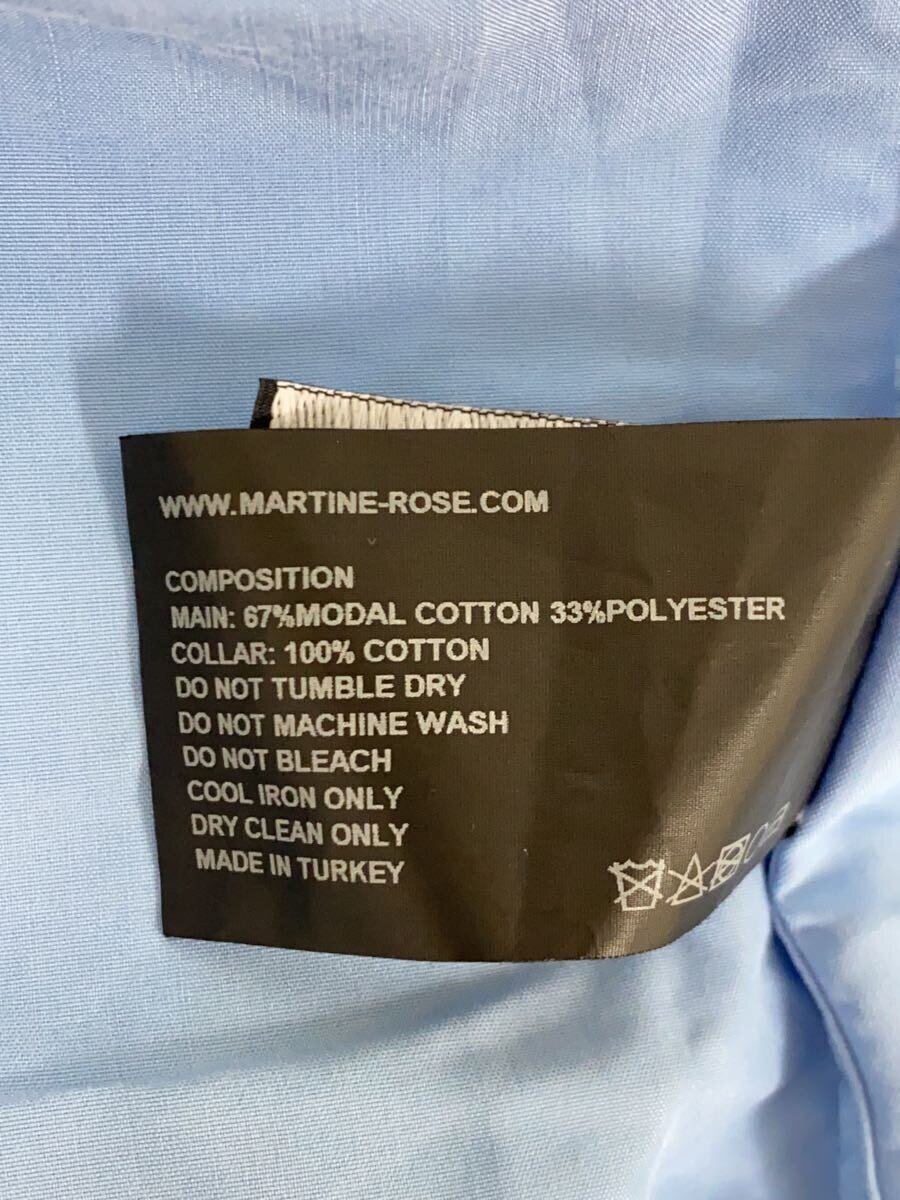 WWW.MARTINE-ROSE.COM
COMPOSITION
MAIN: 67%MODAL COTTON 33%POLYESTER
COLLAR: 100% COTTON
DO NOT TUMBLE DRY
DO NOT MACHINE WASH
DO NOT BLEACH
COOL IRON ONLY
DRY CLEAN ONLY
MADE IN TURKEY